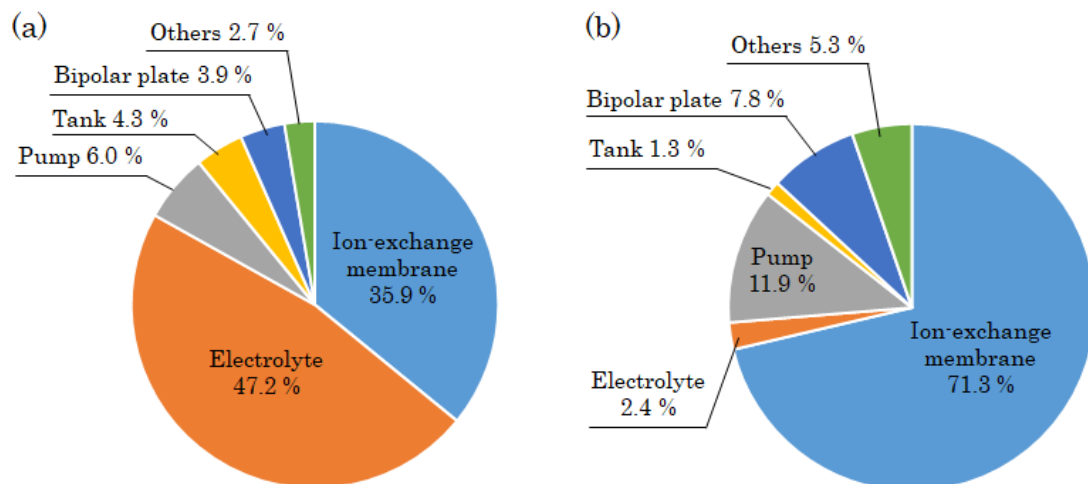 (a)
Others 2.7 %
Bipolar plate 3.9 %
Tank 4.3 %
Pump 6.0 %
Ion-exchange
membrane
35.9 %
Electrolyte
47.2 %
(b)
Others 5.3 %
Bipolar plate 7.8 %
Tank 1.3 %
Pump
11.9 %
Ion-exchange
membrane
71.3 %
Electrolyte
2.4 %